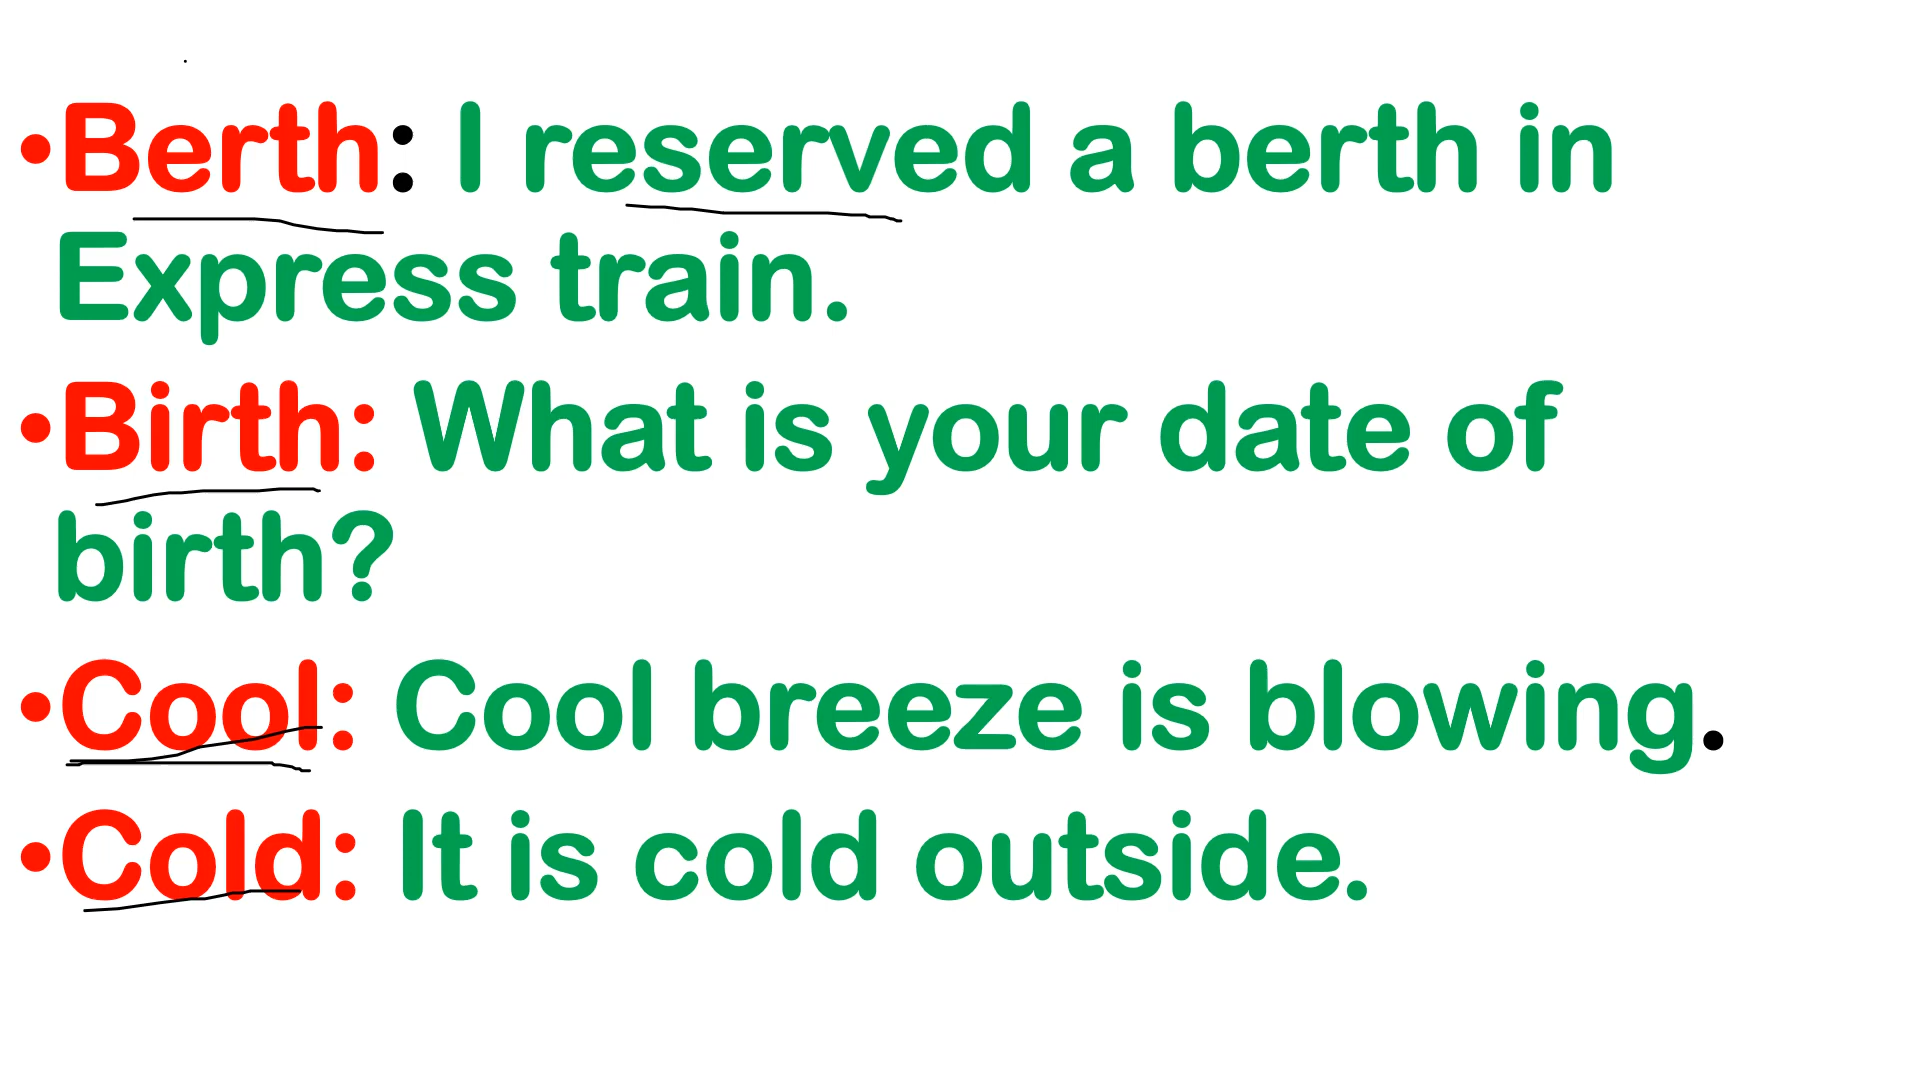 •Berth: I reserved a berth in
Express train.
•Birth: What is your date of
birth?
•Cool: Cool breeze is blowing.
•Cold: It is cold outside.